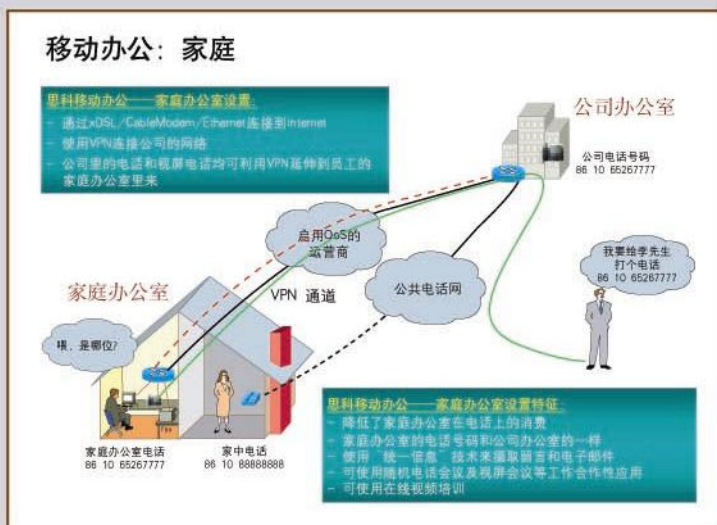 移动办公：家庭
思科移动办公——家庭办公室设置：
- 通过xDSL/CableModem/Ethernet连接到Internet
- 使用VPN连接公司的网络
- 公司里的电话和视屏电话均可利用VPN延伸到员工的
家庭办公室里来
公司办公室
公司电话号码
86 10 65267777
启用QoS的
运营商
我要给李先生
打个电话
86 10 65267777
家庭办公室
VPN 通道
公共电话网
喂，是哪位?
家庭办公室电话
86 10 65267777
家中电话
86 10 88888888
思科移动办公——家庭办公室设置特征：
- 降低了家庭办公室在电话上的消费
- 家庭办公室的电话号码和公司办公室的一样
- 使用“统一信息”技术来摄取留言和电子邮件
- 可使用随机电话会议及视屏会议等工作合作性应用
- 可使用在线视频培训